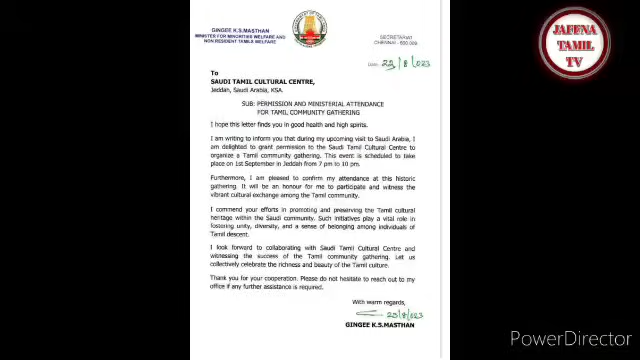 GINGEE K.S.MASTHAN
MINISTER FOR MINORITIES WELFARE AND
NON RESIDENT TAMILS WELFARE
SECRETARIAT
CHENNAI - 600 009
DATE: 23/8/023
JAFFNA
TAMIL
TV
To
SAUDI TAMIL CULTURAL CENTRE,
Jeddah, Saudi Arabia, KSA.
SUB: PERMISSION AND MINISTERIAL ATTENDANCE
FOR TAMIL COMMUNITY GATHERING
I hope this letter finds you in good health and high spirits.
I am writing to inform you that during my upcoming visit to Saudi Arabia, I
am delighted to grant permission to the Saudi Tamil Cultural Centre to
organize a Tamil community gathering. This event is scheduled to take
place on 1st September in Jeddah from 7 pm to 10 pm.
Furthermore, I am pleased to confirm my attendance at this historic
gathering. It will be an honour for me to participate and witness the
vibrant cultural exchange among the Tamil community.
I commend your efforts in promoting and preserving the Tamil cultural
heritage within the Saudi community. Such initiatives play a vital role in
fostering unity, diversity, and a sense of belonging among individuals of
Tamil descent.
I look forward to collaborating with Saudi Tamil Cultural Centre and
witnessing the success of the Tamil community gathering. Let us
collectively celebrate the richness and beauty of the Tamil culture.
Thank you for your cooperation. Please do not hesitate to reach out to my
office if any further assistance is required.
With warm regards,
23/8/023
GINGEE K.S.MASTHAN
PowerDirector